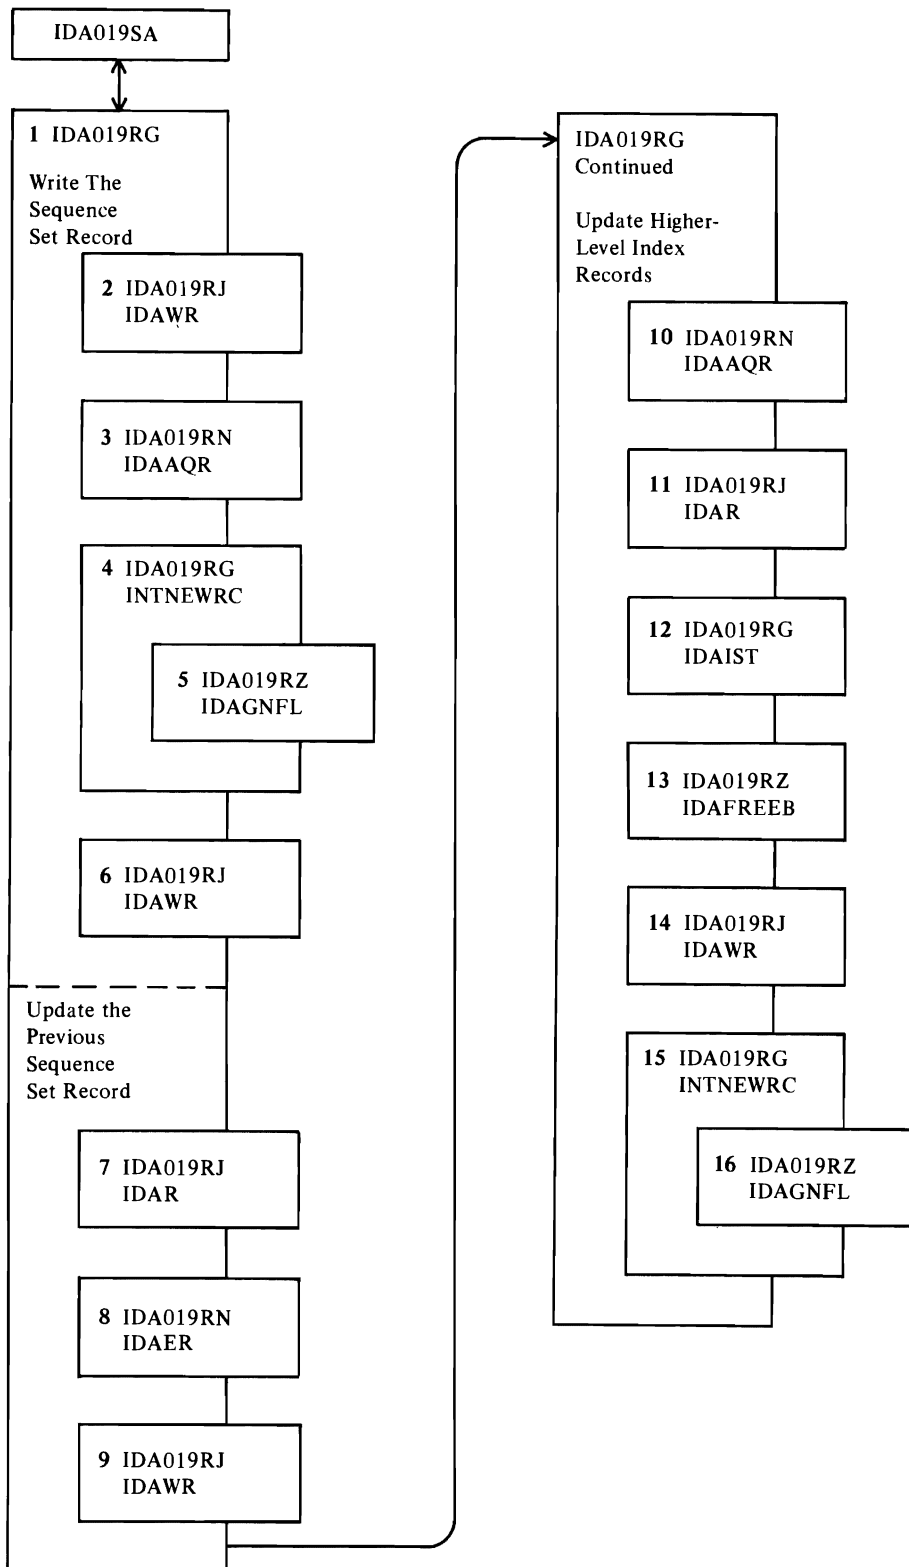 IDA019SA
1 IDA019RG
Write The
Sequence
Set Record
2 IDA019RJ
IDAWR
3 IDA019RN
IDAAQR
4 IDA019RG
INTNEWRC
5 IDA019RZ
IDAGNFL
6 IDA019RJ
IDAWR
Update the
Previous
Sequence
Set Record
7 IDA019RJ
IDAR
8 IDA019RN
IDAER
9 IDA019RJ
IDAWR
IDA019RG
Continued
Update Higher-
Level Index
Records
10 IDA019RN
IDAAQR
11 IDA019RJ
IDAR
12 IDA019RG
IDAIST
13 IDA019RZ
IDAFREEB
14 IDA019RJ
IDAWR
15 IDA019RG
INTNEWRC
16 IDA019RZ
IDAGNFL